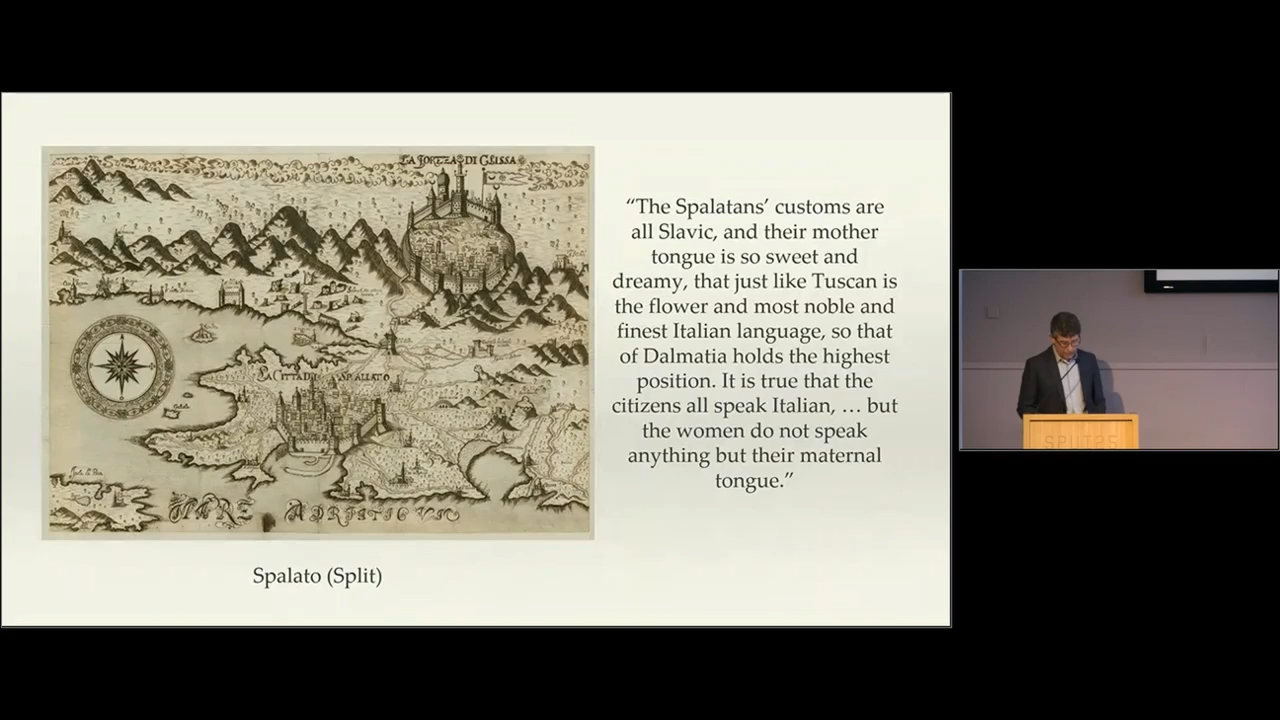 LA FORTEZA DI CLISSA
LA CITTA DI SPALLATO
MARE ADRIATICVM
Spalato (Split)
“The Spalatans’ customs are
all Slavic, and their mother
tongue is so sweet and
dreamy, that just like Tuscan is
the flower and most noble and
finest Italian language, so that
of Dalmatia holds the highest
position. It is true that the
citizens all speak Italian, … but
the women do not speak
anything but their maternal
tongue.”